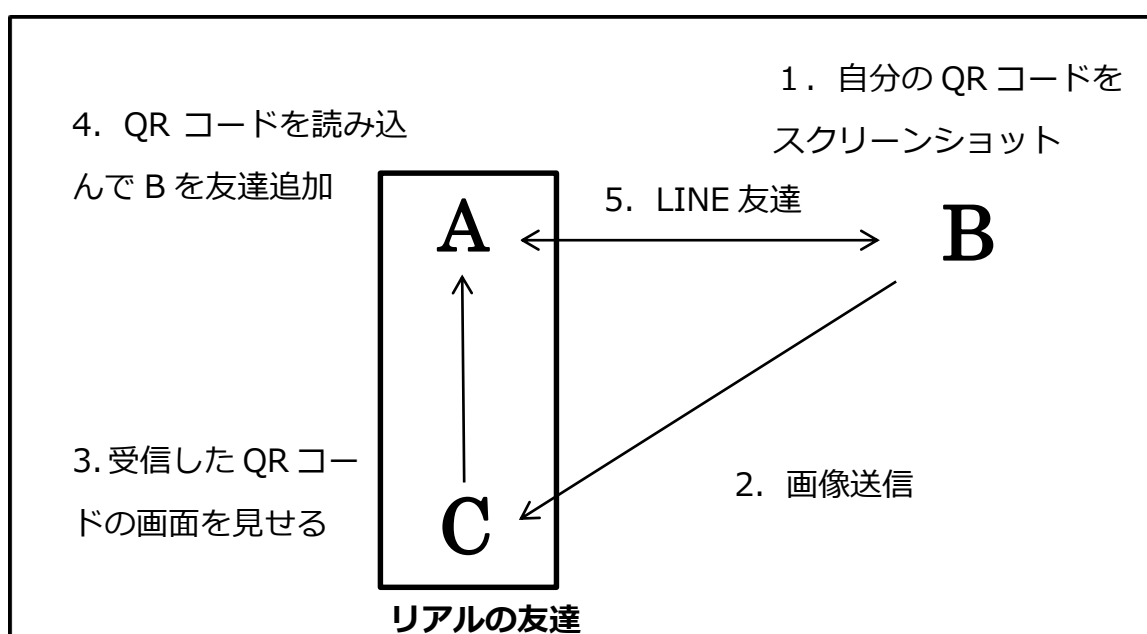 1. 自分の QR コードを
スクリーンショット
4. QR コードを読み込
んで B を友達追加
5. LINE 友達
A
B
3. 受信した QR コー
ドの画面を見せる
2. 画像送信
C
リアルの友達